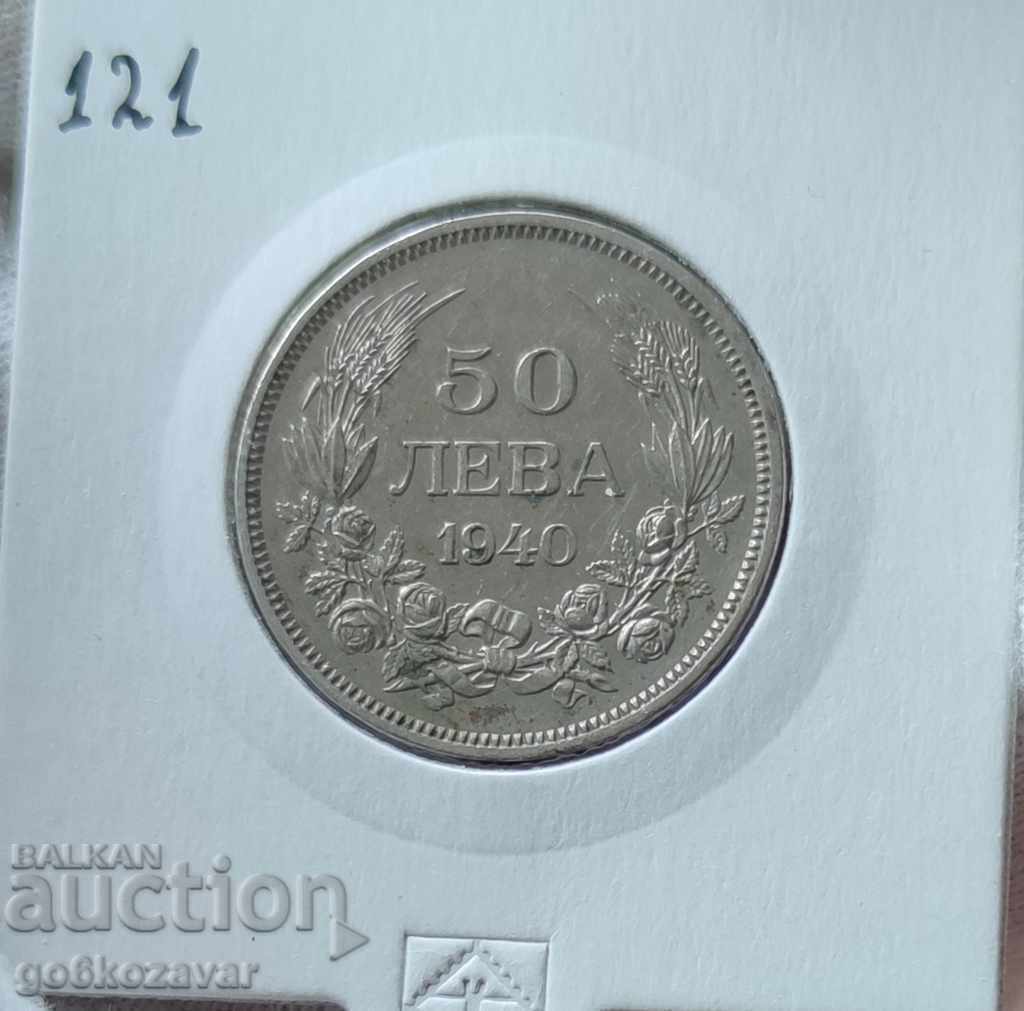 121
50
ЛЕВА
1940
BALKAN
auction
go6kozavar